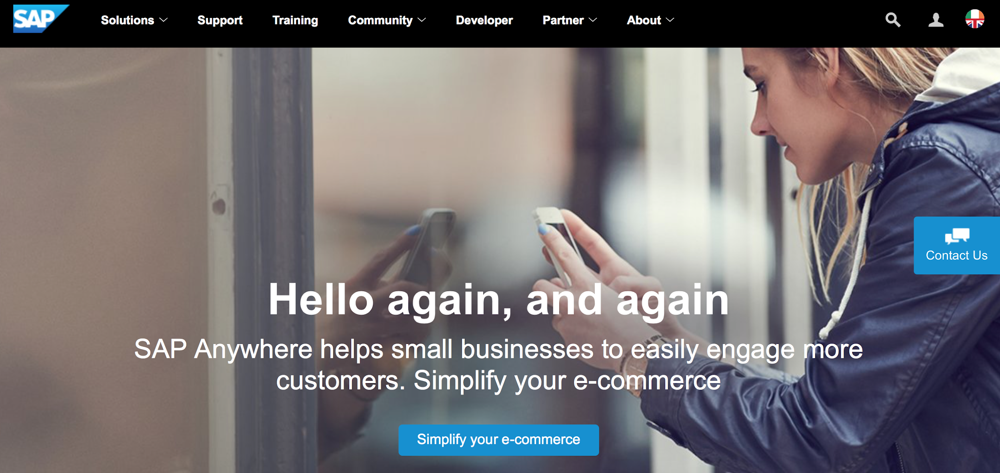 SAP
Solutions
Support
Training
Community
Developer
Partner
About
Contact Us
Hello again, and again
SAP Anywhere helps small businesses to easily engage more
customers. Simplify your e-commerce
Simplify your e-commerce